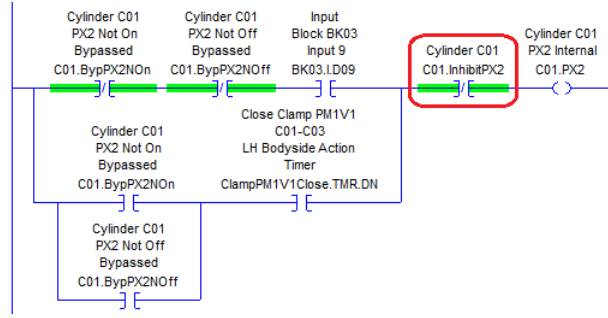 Cylinder C01
PX2 Not On
Bypassed
C01.BypPX2NOn
Cylinder C01
PX2 Not Off
Bypassed
C01.BypPX2NOff
Input
Block BK03
Input 9
BK03.I.D09
Cylinder C01
C01.InhibitPX2
Cylinder C01
PX2 Internal
C01.PX2
Cylinder C01
PX2 Not On
Bypassed
C01.BypPX2NOn
Close Clamp PM1V1
C01-C03
LH Bodyside Action
Timer
ClampPM1V1Close.TMR.DN
Cylinder C01
PX2 Not Off
Bypassed
C01.BypPX2NOff